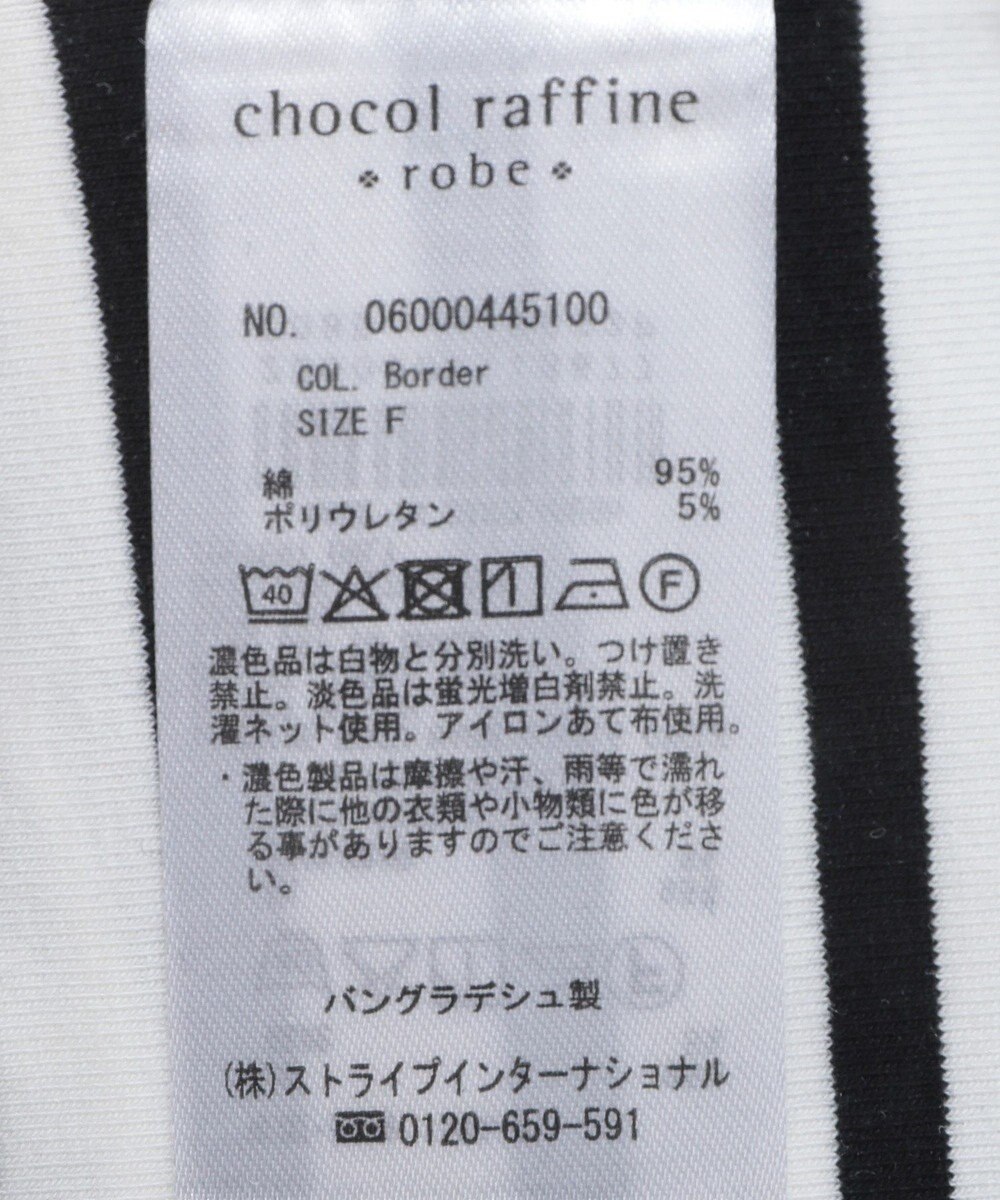 chocol raffine
robe
NO. 06000445100
COL. Border
SIZE F
綿 95%
ポリウレタン 5%
40 F
濃色品は白物と分別洗い。つけ置き
禁止。淡色品は蛍光増白剤禁止。洗
濯ネット使用。アイロンあて布使用。
・濃色製品は摩擦や汗、雨等で濡れ
た際に他の衣類や小物類に色が移
る事がありますのでご注意くださ
い。
バングラデシュ製
(株)ストライプインターナショナル
0120-659-591